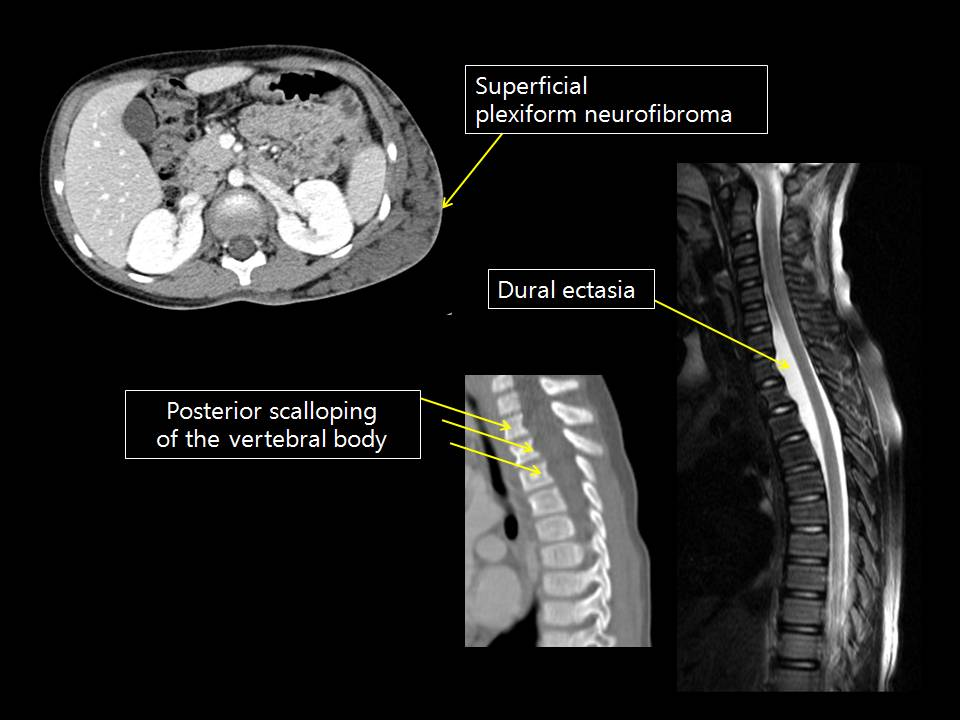 Superficial
plexiform neurofibroma
Dural ectasia
Posterior scalloping
of the vertebral body